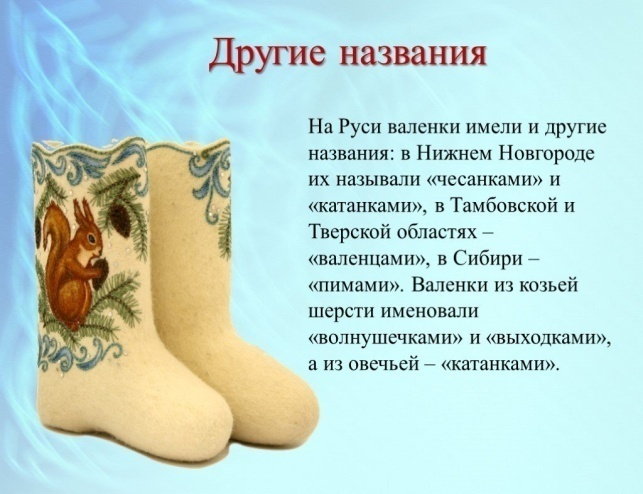 Другие названия
На Руси валенки имели и другие
названия: в Нижнем Новгороде
их называли «чесанками» и
«катанками», в Тамбовской и
Тверской областях –
«валенцами», в Сибири –
«пимами». Валенки из козьей
шерсти именовали
«волнушечками» и «выходками»,
а из овечьей – «катанками».